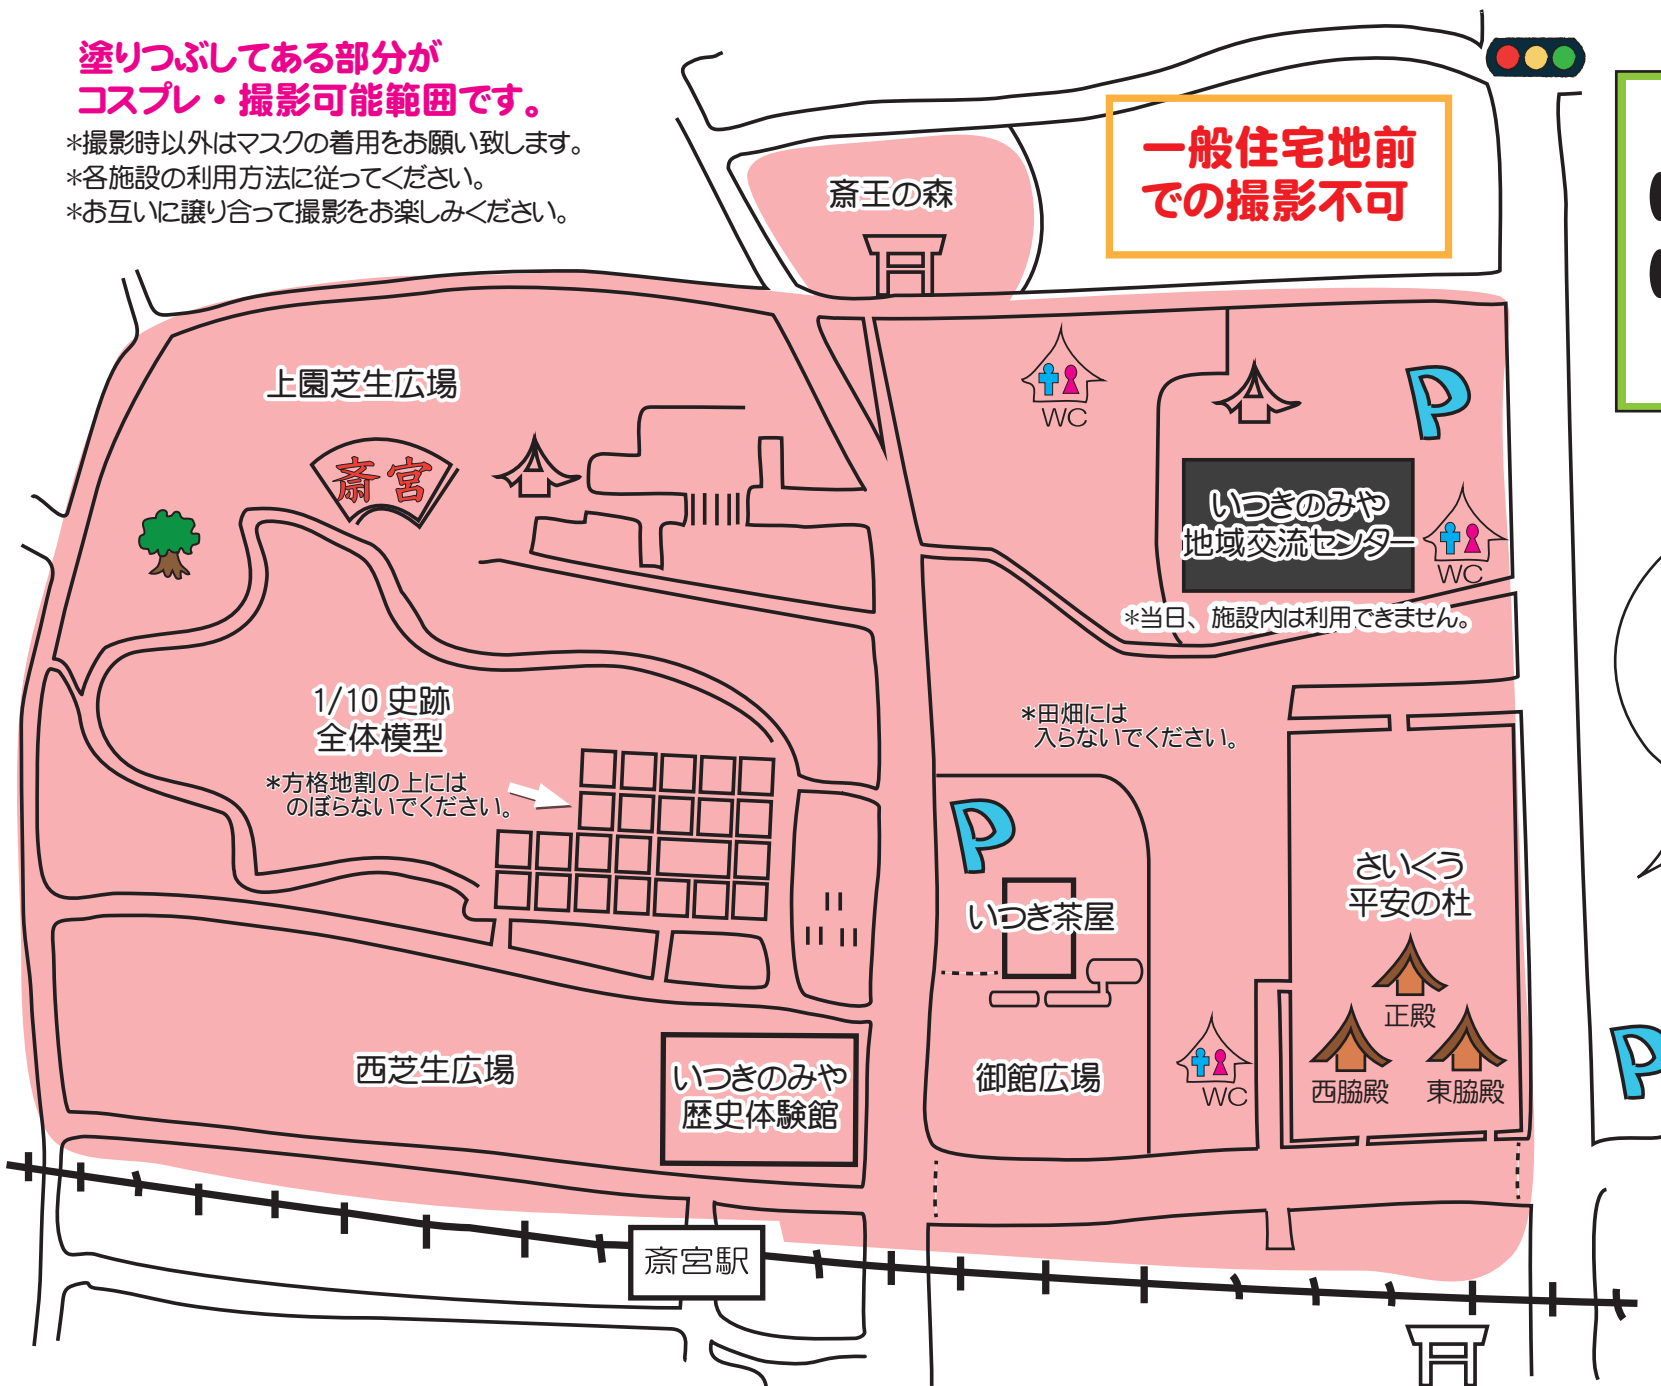 塗りつぶしてある部分が
コスプレ・撮影可能範囲です。
*撮影時以外はマスクの着用をお願い致します。
*各施設の利用方法に従ってください。
*お互いに譲り合って撮影をお楽しみください。
一般住宅地前
での撮影不可
斎王の森
上園芝生広場
斎宮
WC
P
いつきのみや
地域交流センター
WC
*当日、施設内は利用できません。
1/10 史跡
全体模型
*方格地割の上には
のぼらないでください。
*田畑には
入らないでください。
P
いつき茶屋
さいくう
平安の杜
正殿
西脇殿
東脇殿
西芝生広場
いつきのみや
歴史体験館
御館広場
WC
P
斎宮駅